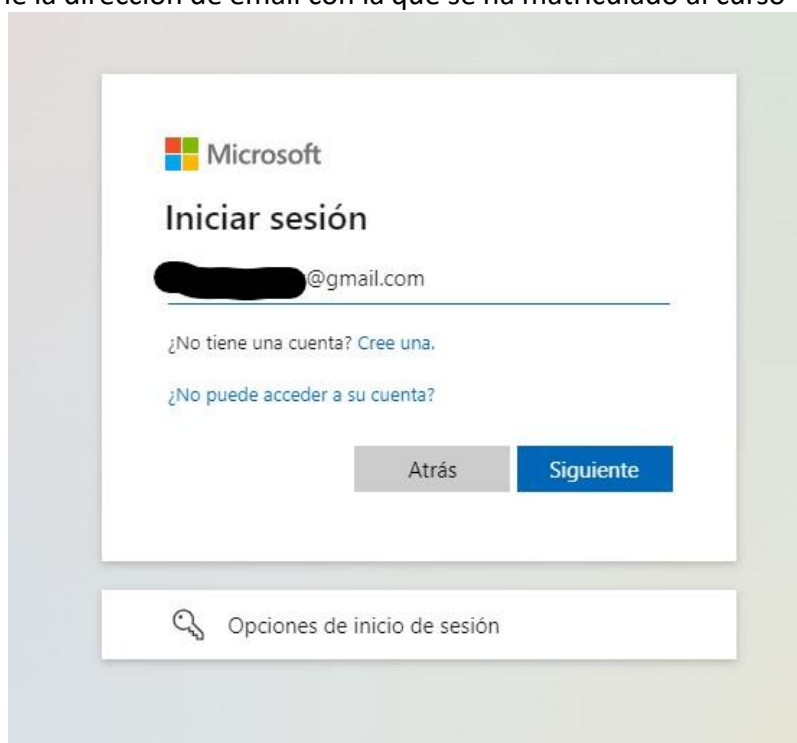 la dirección de email con la que se ha matriculado al curso
Microsoft
Iniciar sesión
@gmail.com
¿No tiene una cuenta? Cree una.
¿No puede acceder a su cuenta?
Atrás Siguiente
Opciones de inicio de sesión